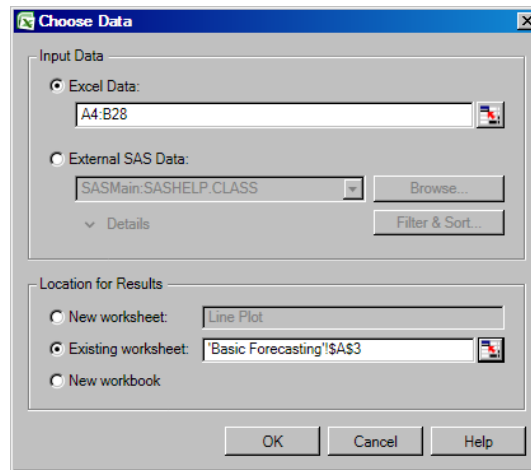 Choose Data
Input Data
Excel Data:
A4:B28
External SAS Data:
SASMain:SASHELP.CLASS
Browse...
Details
Filter & Sort...
Location for Results
New worksheet: Line Plot
Existing worksheet: 'Basic Forecasting'!$A$3
New workbook
OK Cancel Help